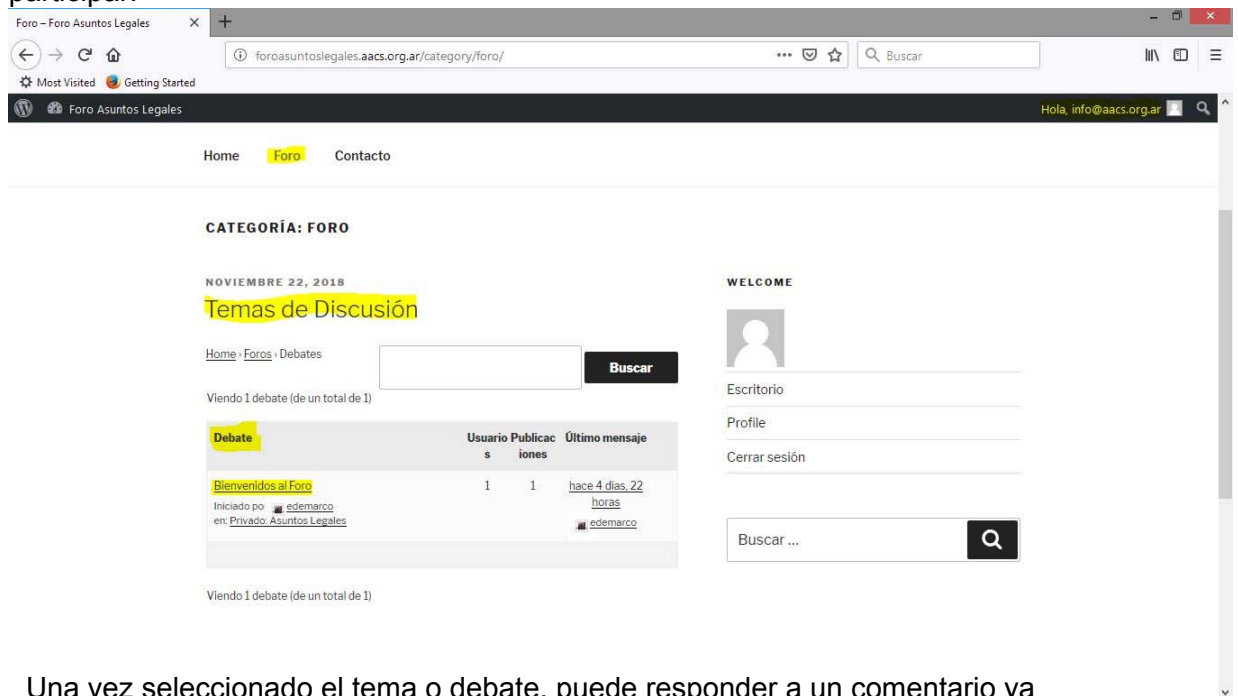 participar.
Foro – Foro Asuntos Legales
foroasuntoslegales.aacs.org.ar/category/foro/
Buscar
Most Visited Getting Started
Foro Asuntos Legales
Hola, info@aacs.org.ar
Home Foro Contacto
CATEGORÍA: FORO
NOVIEMBRE 22, 2018
Temas de Discusión
Home › Foros › Debates
Buscar
Viendo 1 debate (de un total de 1)
Debate Usuario Publicac Último mensaje
s iones
Bienvenidos al Foro 1 1 hace 4 días, 22
horas
Iniciado po edemarco
en: Privado: Asuntos Legales
edemarco
Viendo 1 debate (de un total de 1)
WELCOME
Escritorio
Profile
Cerrar sesión
Buscar ...
Una vez seleccionado el tema o debate, puede responder a un comentario ya